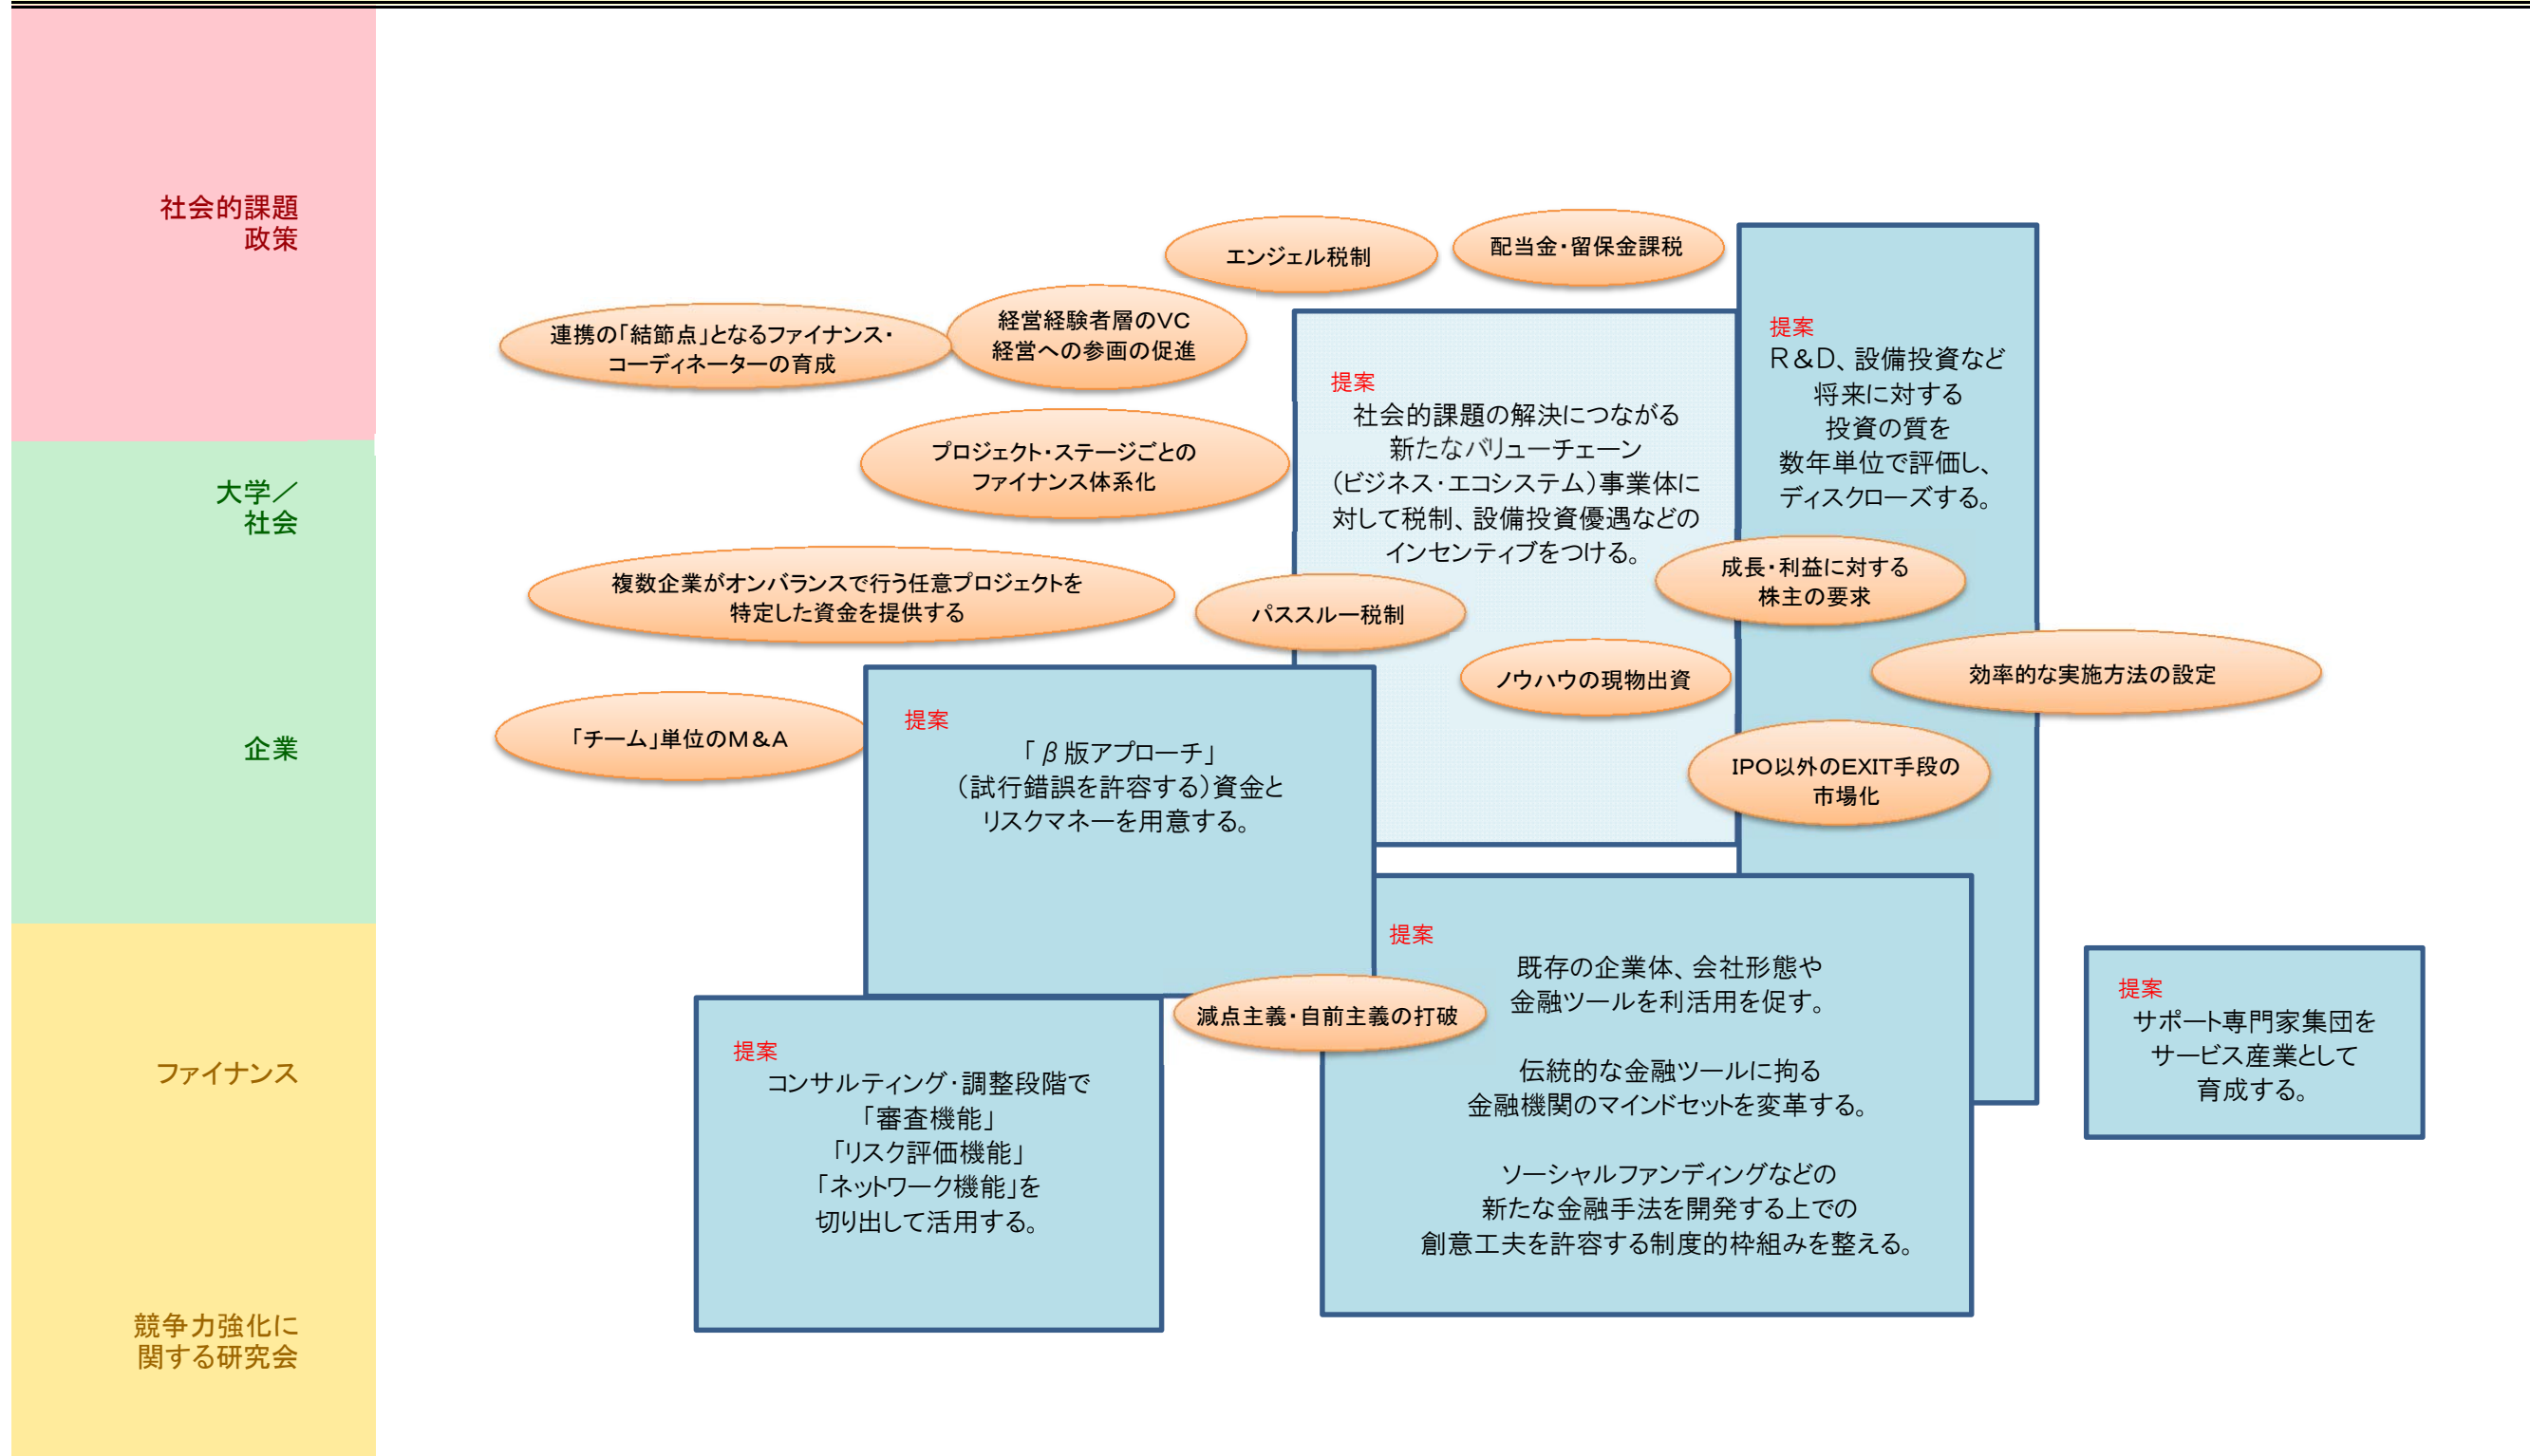 社会的課題
政策
大学／
社会
企業
ファイナンス
競争力強化に
関する研究会
エンジェル税制
配当金・留保金課税
連携の「結節点」となるファイナンス・
コーディネーターの育成
経営経験者層のVC
経営への参画の促進
プロジェクト・ステージごとの
ファイナンス体系化
複数企業がオンバランスで行う任意プロジェクトを
特定した資金を提供する
パススルー税制
「チーム」単位のM＆A
提案
社会的課題の解決につながる
新たなバリューチェーン
（ビジネス・エコシステム）事業体に
対して税制、設備投資優遇などの
インセンティブをつける。
提案
R＆D、設備投資など
将来に対する
投資の質を
数年単位で評価し、
ディスクローズする。
成長・利益に対する
株主の要求
ノウハウの現物出資
効率的な実施方法の設定
IPO以外のEXIT手段の
市場化
提案
「β版アプローチ」
（試行錯誤を許容する）資金と
リスクマネーを用意する。
減点主義・自前主義の打破
提案
既存の企業体、会社形態や
金融ツールを利活用を促す。
伝統的な金融ツールに拘る
金融機関のマインドセットを変革する。
ソーシャルファンディングなどの
新たな金融手法を開発する上での
創意工夫を許容する制度的枠組みを整える。
提案
コンサルティング・調整段階で
「審査機能」
「リスク評価機能」
「ネットワーク機能」を
切り出して活用する。
提案
サポート専門家集団を
サービス産業として
育成する。